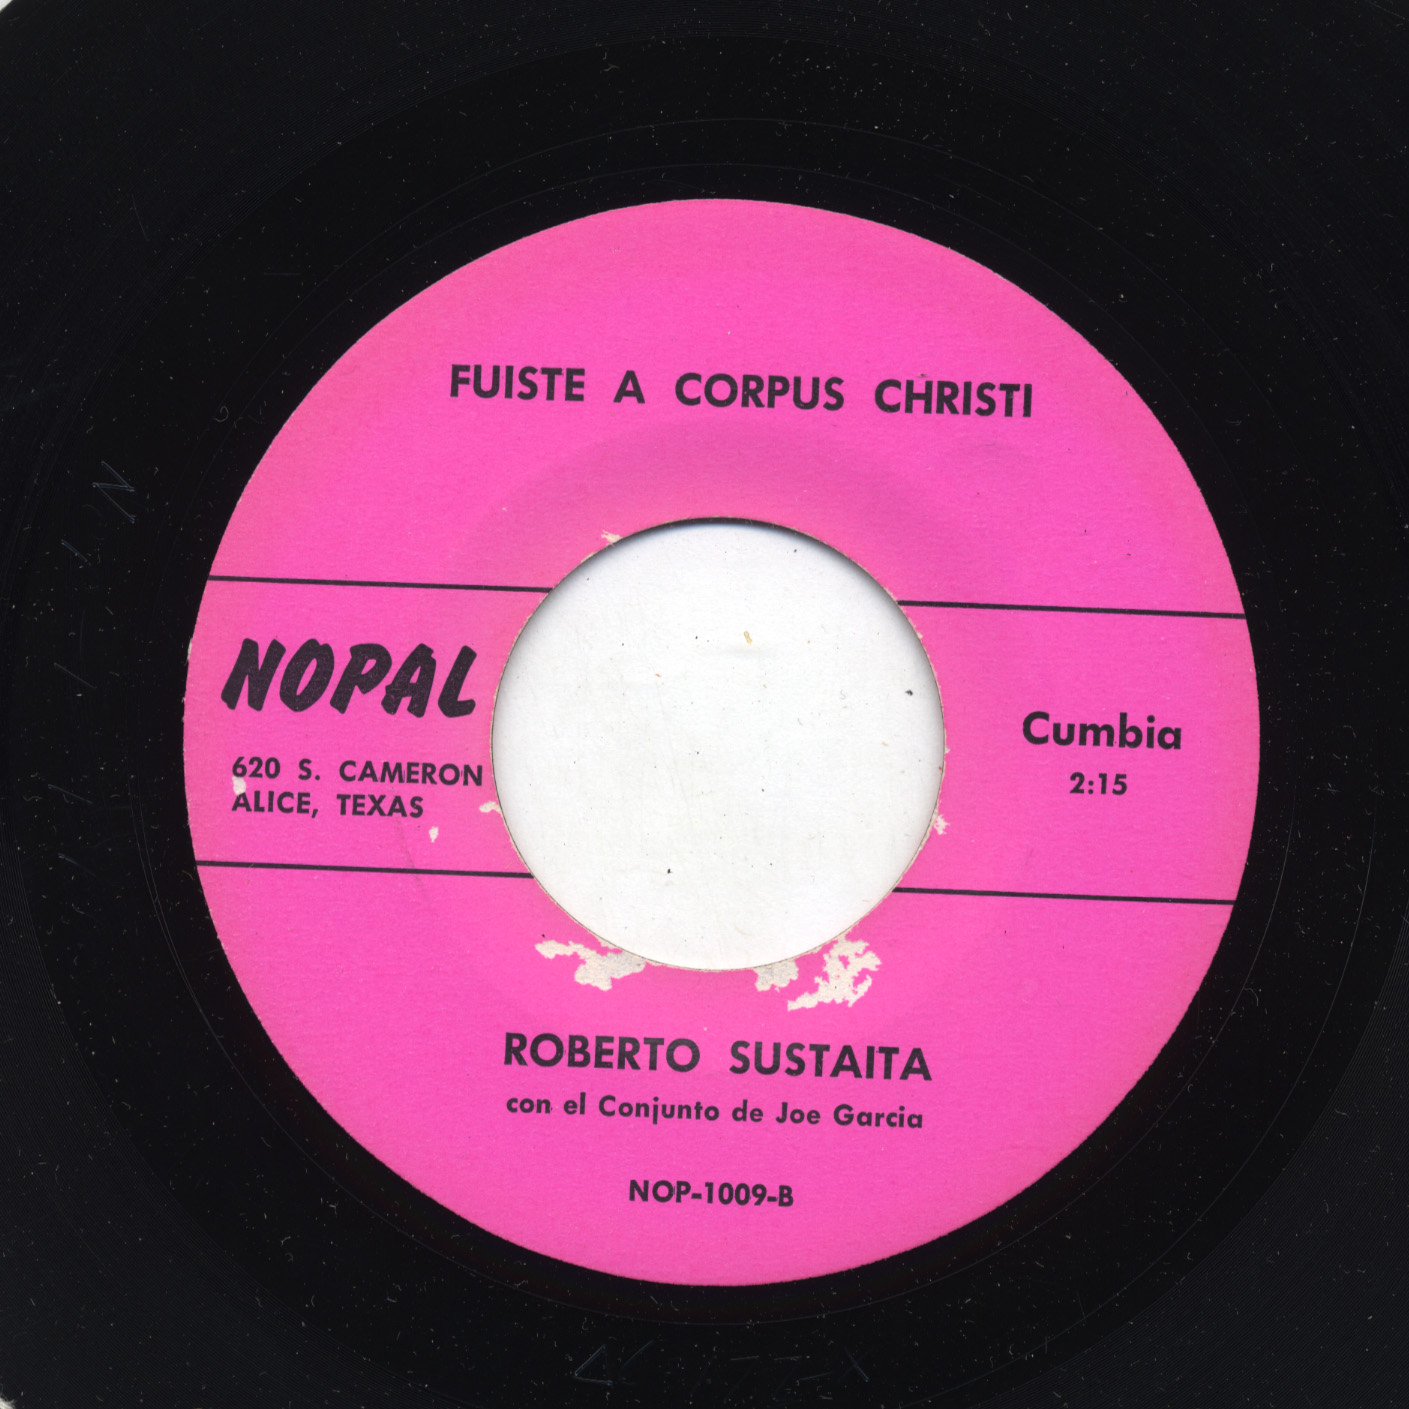 FUISTE A CORPUS CHRISTI
NOPAL
620 S. CAMERON
ALICE, TEXAS
Cumbia
2:15
ROBERTO SUSTAITA
con el Conjunto de Joe Garcia
NOP-1009-B